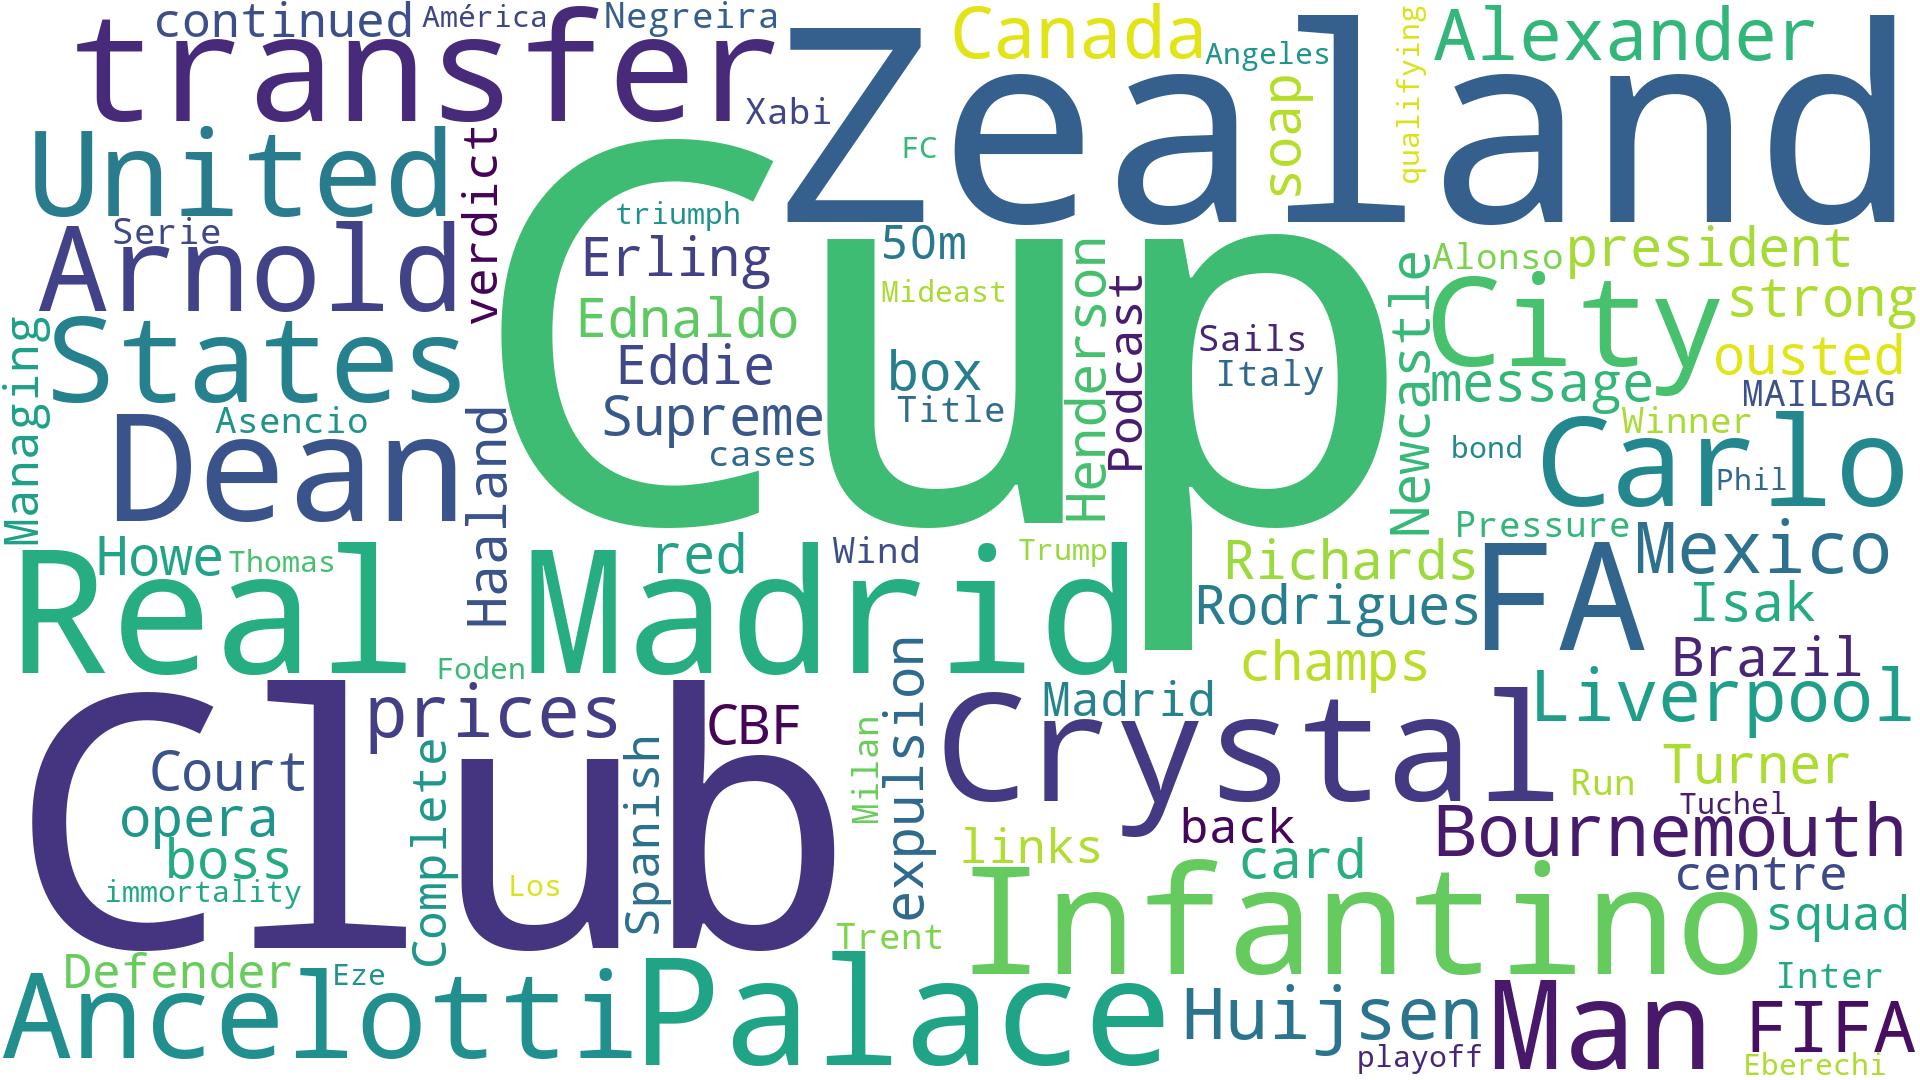 continued
América
Negreira
Canada
Angeles
qualifying
Alexander
transfer
Zealand
Xabi
soap
FC
United
verdict
triumph
Cup
Serie
Arnold
Erling
50m
Henderson
Podcast
Newcastle
Alonso
president
Mideast
City
strong
Ednaldo
Managing
States
Sails
Italy
ousted
Eddie
box
message
MAILBAG
Supreme
Title
Asencio
Dean
Haaland
cases
Winner
bond
Carlo
Phil
Pressure
Howe
Thomas
red
Wind
Trump
Richards
FA
Mexico
Real
Madrid
Rodrigues
Isak
Foden
expulsion
champs
Brazil
Club
prices
CBF
Madrid
Liverpool
Crystal
Court
Complete
Spanish
Milan
Turner
Run
Tuchel
opera
back
Bournemouth
boss
links
card
centre
immortality
Los
Infantino
squad
Trent
Defender
Eze
Inter
Ancelotti
Palace
Huijsen
Man
FIFA
playoff
Eberechi